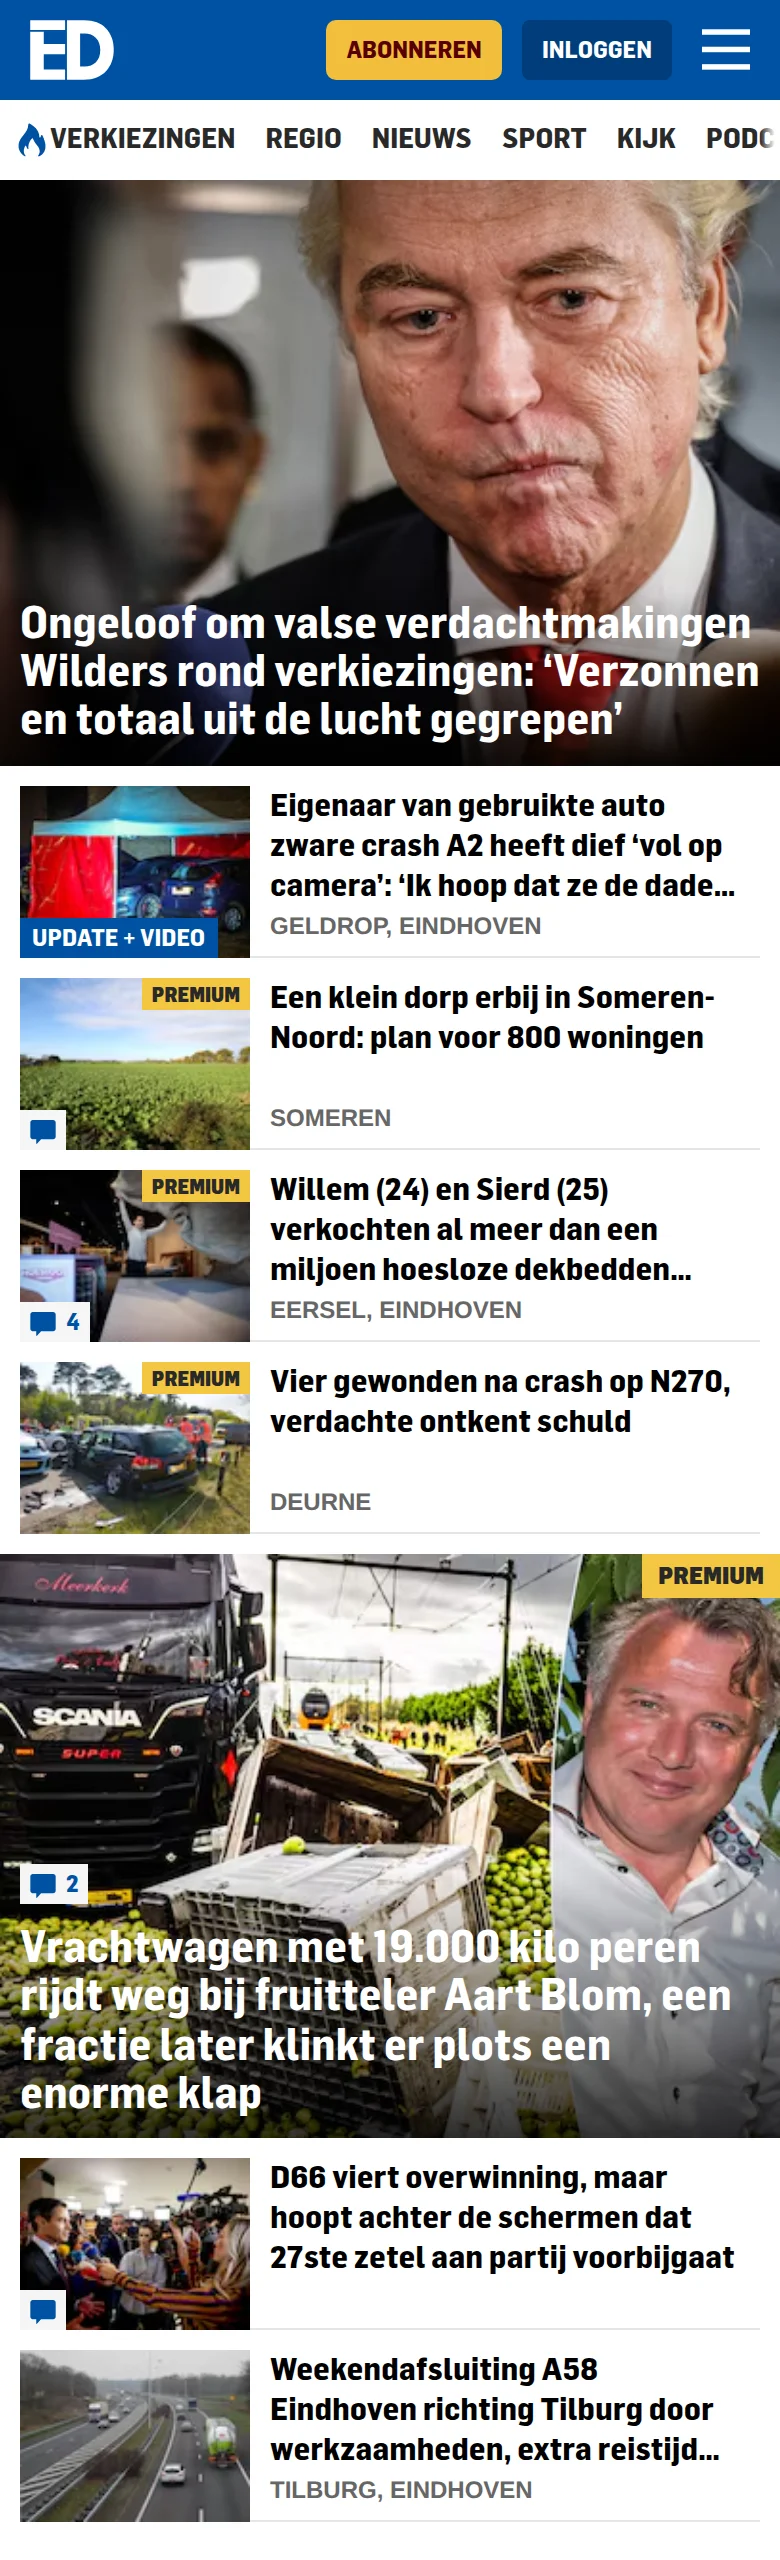 ED
ABONNEREN
INLOGGEN
VERKIEZINGEN REGIO NIEUWS SPORT KIJK PODC
Ongeloof om valse verdachtmakingen
Wilders rond verkiezingen: ‘Verzonnen
en totaal uit de lucht gegrepen’
UPDATE + VIDEO
Eigenaar van gebruikte auto
zware crash A2 heeft dief ‘vol op
camera’: ‘Ik hoop dat ze de dade...
GELDROP, EINDHOVEN
PREMIUM
Een klein dorp erbij in Someren-
Noord: plan voor 800 woningen
SOMEREN
PREMIUM
4
Willem (24) en Sierd (25)
verkochten al meer dan een
miljoen hoesloze dekbedden...
EERSEL, EINDHOVEN
PREMIUM
Vier gewonden na crash op N270,
verdachte ontkent schuld
DEURNE
PREMIUM
Meerkerk
SCANIA
SUPER
2
Vrachtwagen met 19.000 kilo peren
rijdt weg bij fruitteler Aart Blom, een
fractie later klinkt er plots een
enorme klap
D66 viert overwinning, maar
hoopt achter de schermen dat
27ste zetel aan partij voorbijgaat
Weekendafsluiting A58
Eindhoven richting Tilburg door
werkzaamheden, extra reistijd...
TILBURG, EINDHOVEN